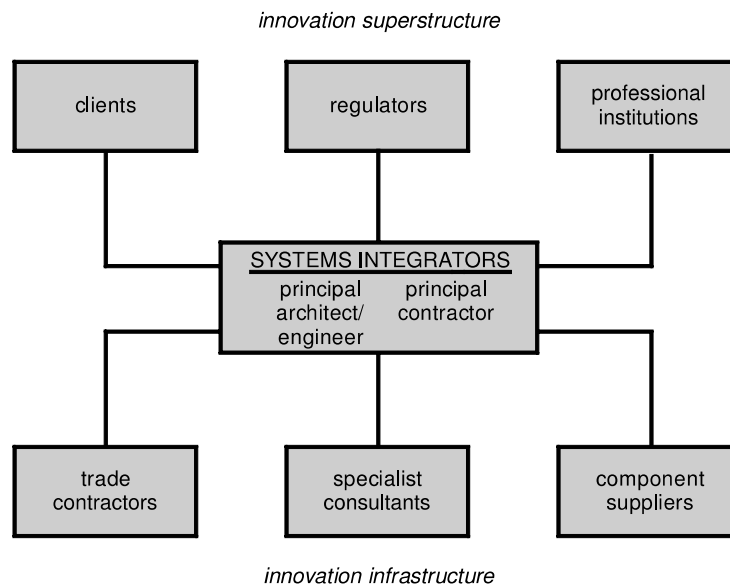 innovation superstructure
clients
regulators
professional
institutions
SYSTEMS INTEGRATORS
principal
architect/
engineer
principal
contractor
trade
contractors
specialist
consultants
component
suppliers
innovation infrastructure